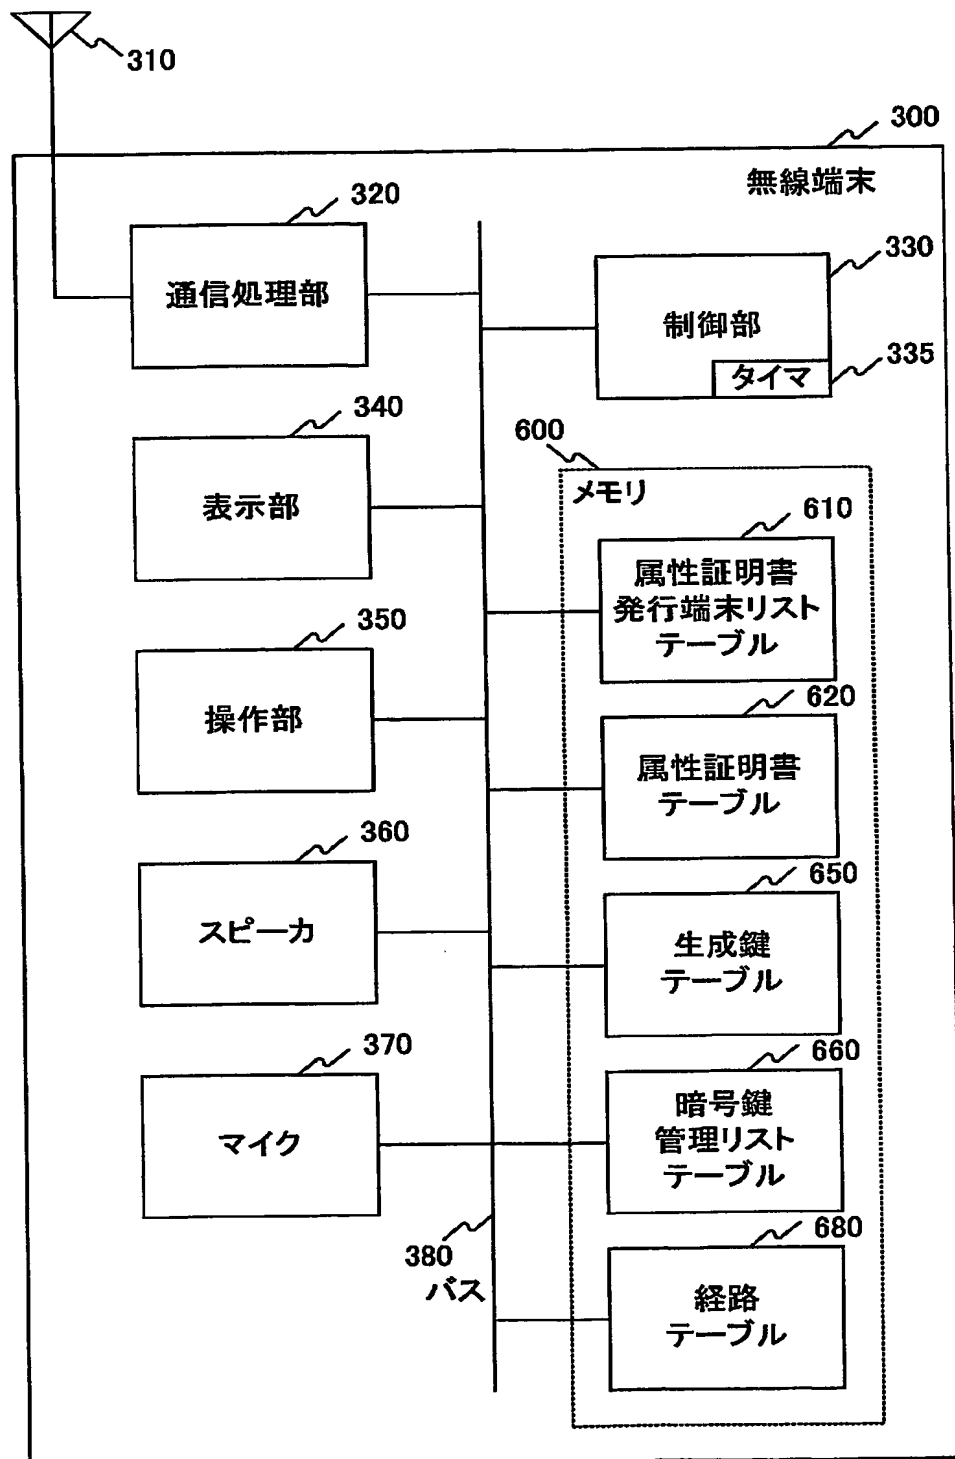 310
300
無線端末
320
通信処理部
330
制御部
335
タイマ
340
表示部
600
メモリ
610
属性証明書
発行端末リスト
テーブル
350
操作部
620
属性証明書
テーブル
360
スピーカ
650
生成鍵
テーブル
370
マイク
660
暗号鍵
管理リスト
テーブル
380
バス
680
経路
テーブル